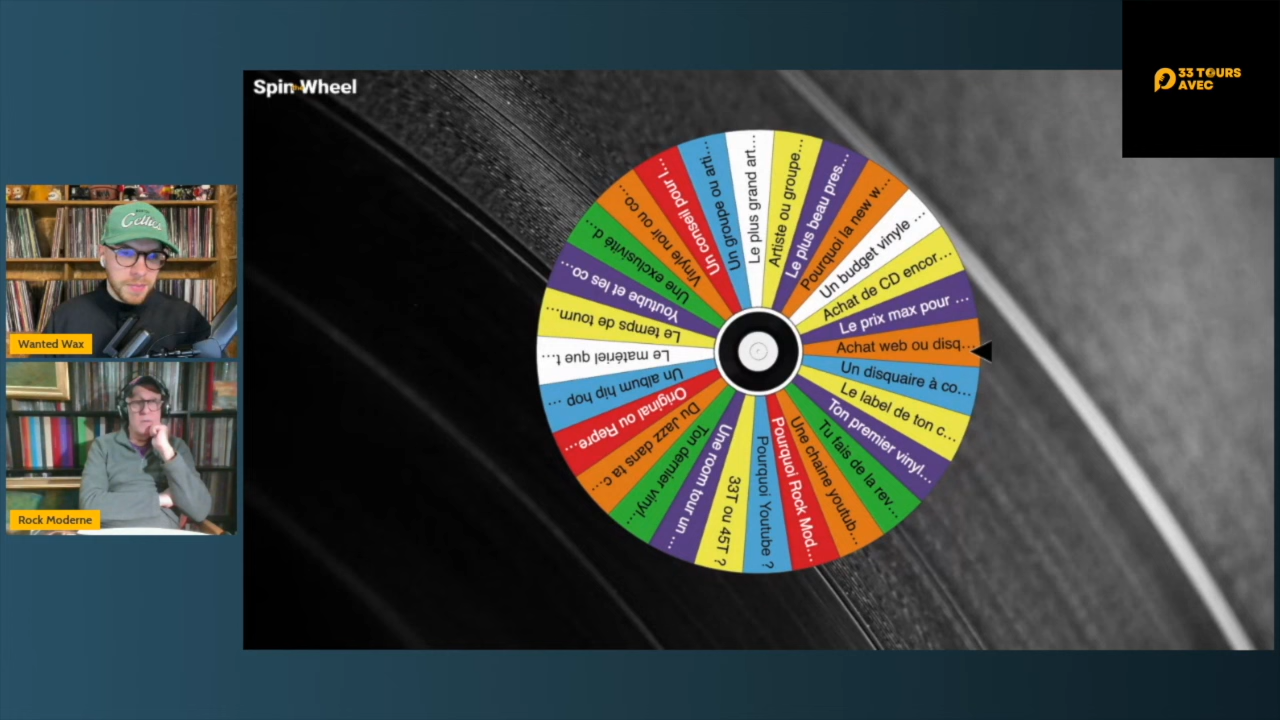 33 TOURS
AVEC
Spin the Wheel
Le plus grand art...
Artiste ou groupe...
Le plus beau pres...
Pourquoi la new w...
Un budget vinyle ...
Achat de CD encor...
Le prix max pour ...
Achat web ou disq...
Un disquaire à co...
Le label de ton c...
Ton premier vinyl...
Tu fais de la rev...
Une chaine youtub...
Pourquoi Rock Mod...
Pourquoi Youtube ?
33T ou 45T ?
Une room tour un ...
Ton dernier vinyl...
Du Jazz dans ta c...
Original ou Repre...
Un album hip hop ...
Le matériel que t...
Le temps de tourn...
Youtube et les co...
Une exclusivité d...
Vinyle noir ou co...
Un conseil pour l...
Un groupe ou arti...
Wanted Wax
Rock Moderne